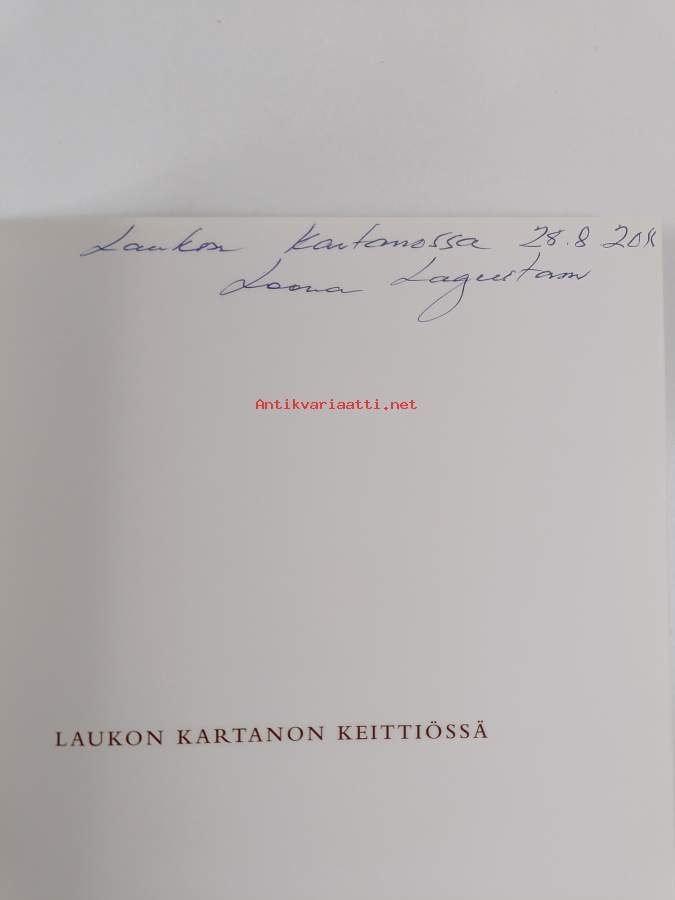 Laukon Kartanossa 28.8 2011
Leena Lagerstam
Antikvariaatti.net
LAUKON KARTANON KEITTIÖSSÄ